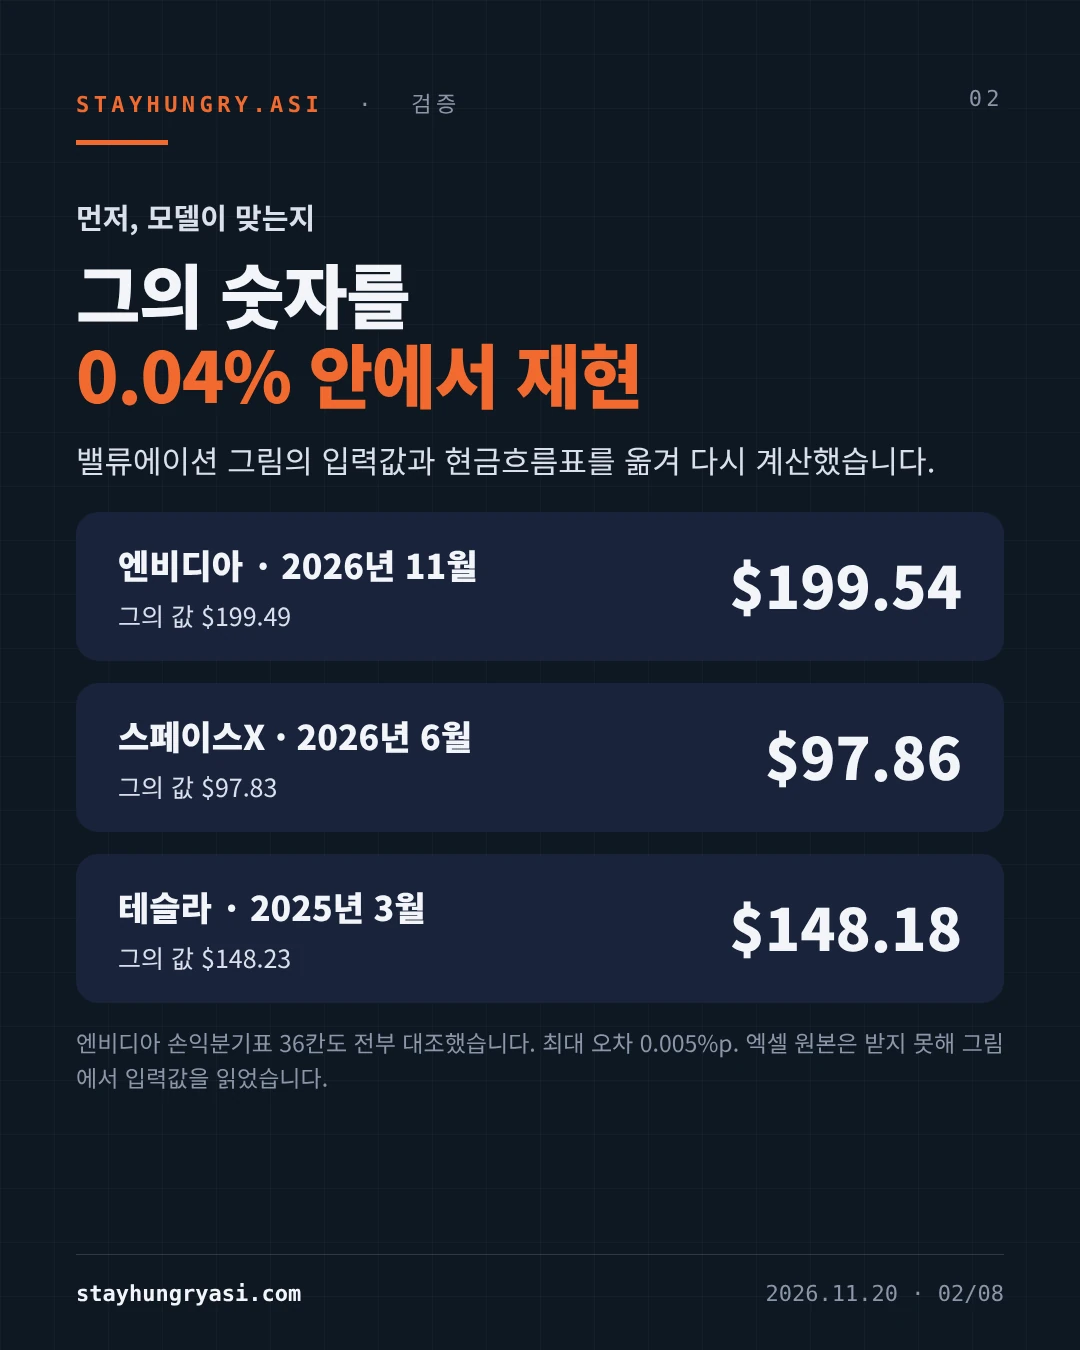 STAYHUNGRY.ASI · 검증
02
먼저, 모델이 맞는지
그의 숫자를
0.04% 안에서 재현
밸류에이션 그림의 입력값과 현금흐름표를 옮겨 다시 계산했습니다.
엔비디아 · 2026년 11월
그의 값 $199.49
$199.54
스페이스X · 2026년 6월
그의 값 $97.83
$97.86
테슬라 · 2025년 3월
그의 값 $148.23
$148.18
엔비디아 손익분기표 36칸도 전부 대조했습니다. 최대 오차 0.005%p. 엑셀 원본은 받지 못해 그림
에서 입력값을 읽었습니다.
stayhungryasi.com
2026.11.20 · 02/08